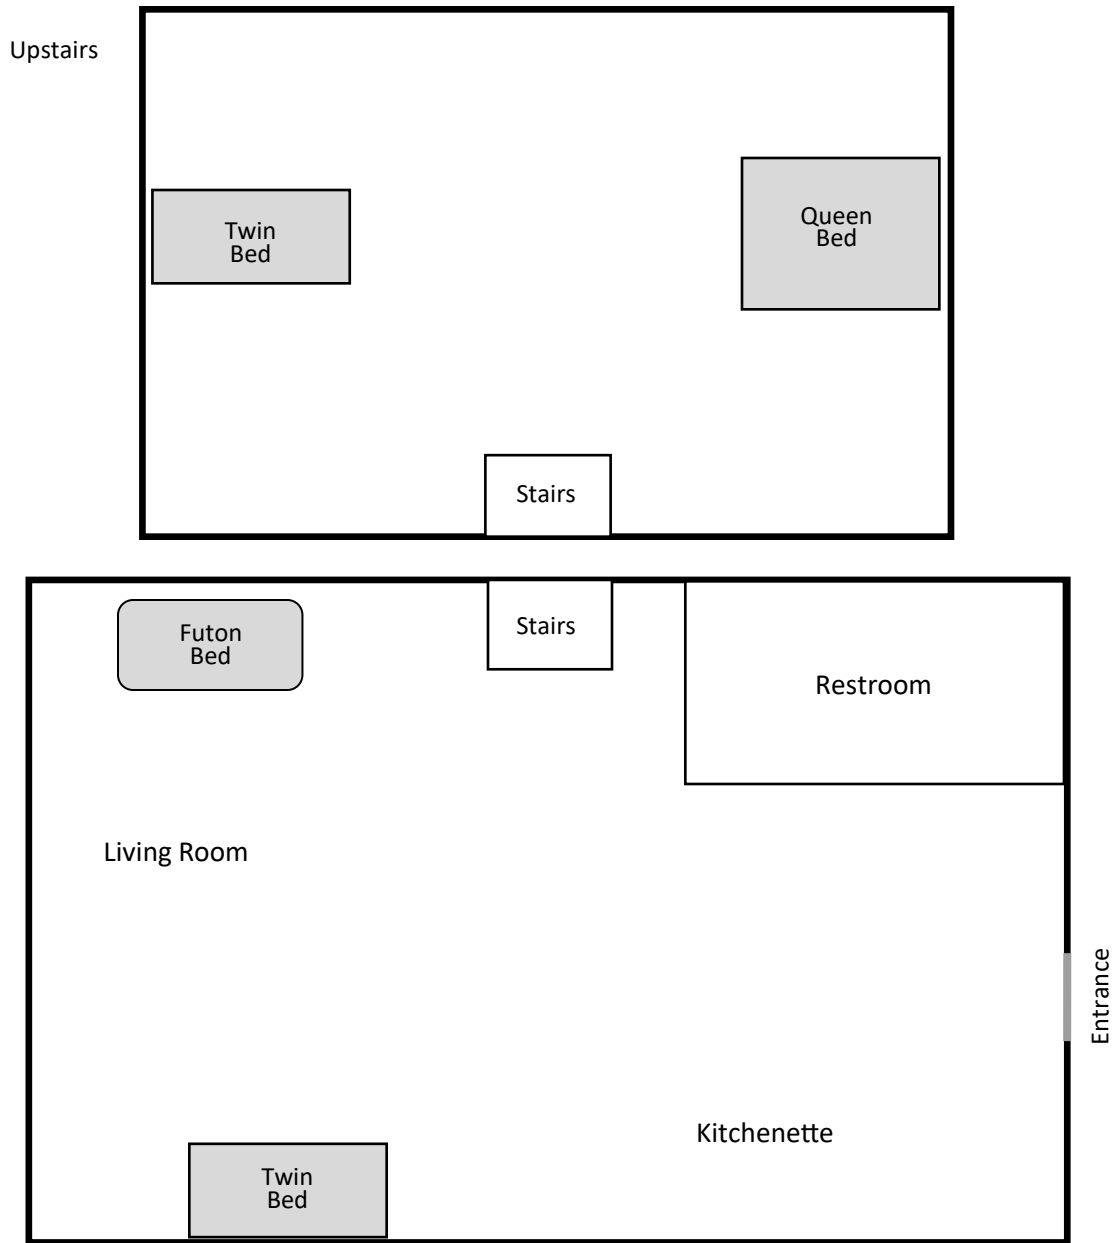 Upstairs
Twin
Bed
Queen
Bed
Stairs
Futon
Bed
Stairs
Restroom
Living Room
Entrance
Kitchenette
Twin
Bed